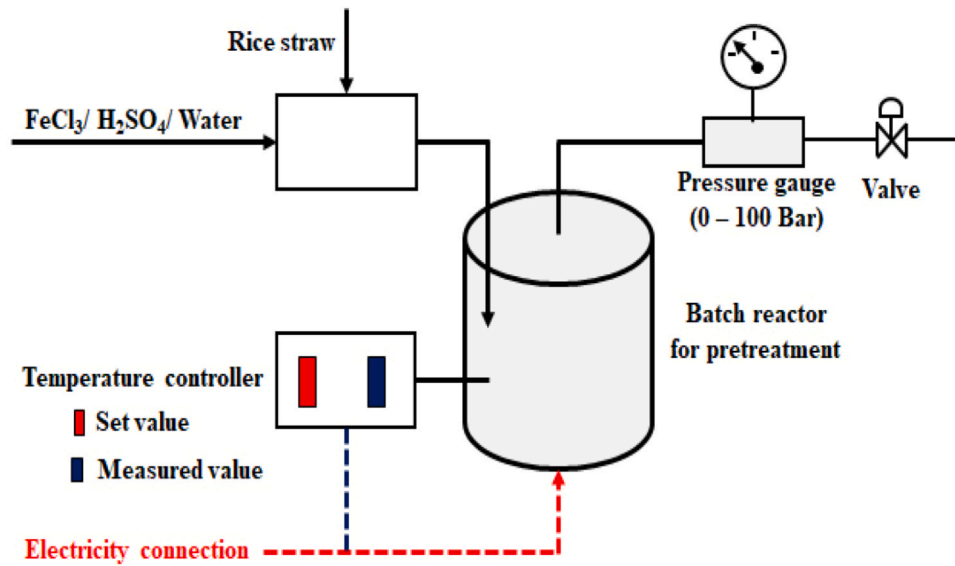 Rice straw
FeCl₃/ H₂SO₄/ Water
Pressure gauge
(0 – 100 Bar)
Valve
Batch reactor
for pretreatment
Temperature controller
Set value
Measured value
Electricity connection